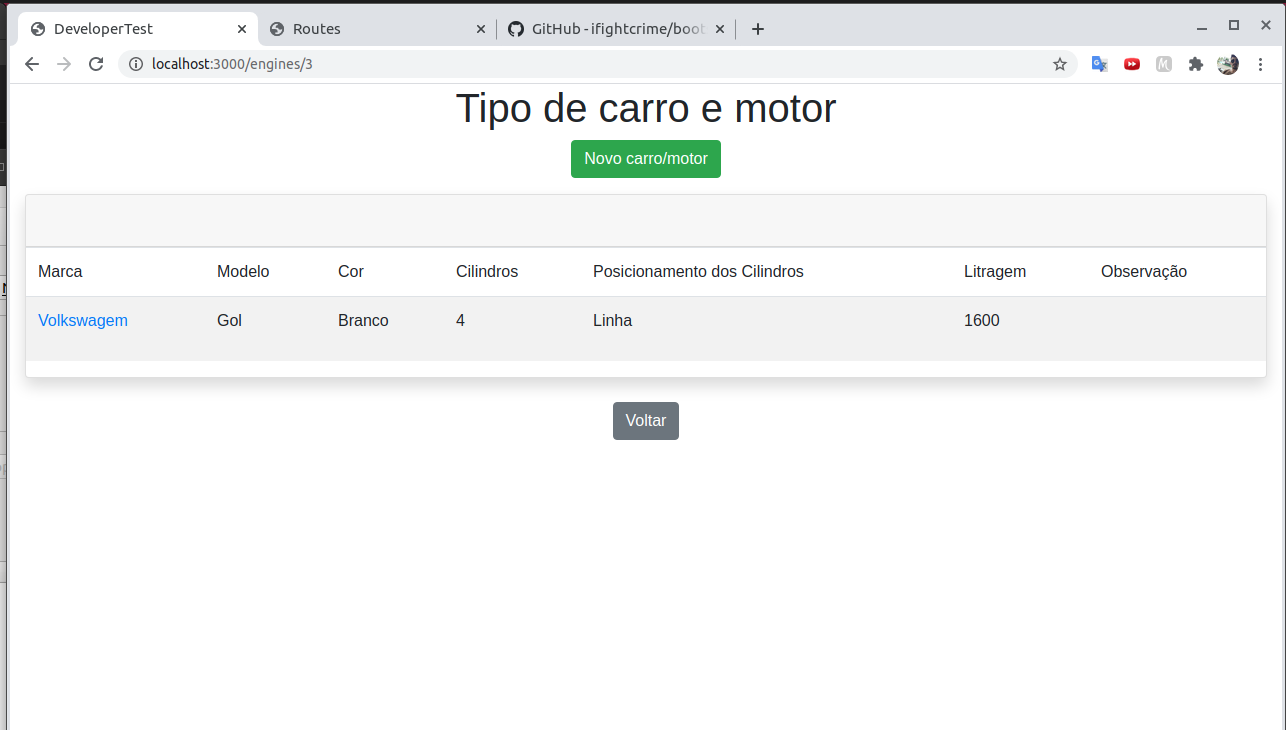 DeveloperTest
Routes
GitHub - ifightcrime/boot
localhost:3000/engines/3
Tipo de carro e motor
Novo carro/motor
Marca Modelo Cor Cilindros Posicionamento dos Cilindros Litragem Observação
Volkswagem Gol Branco 4 Linha 1600
Voltar